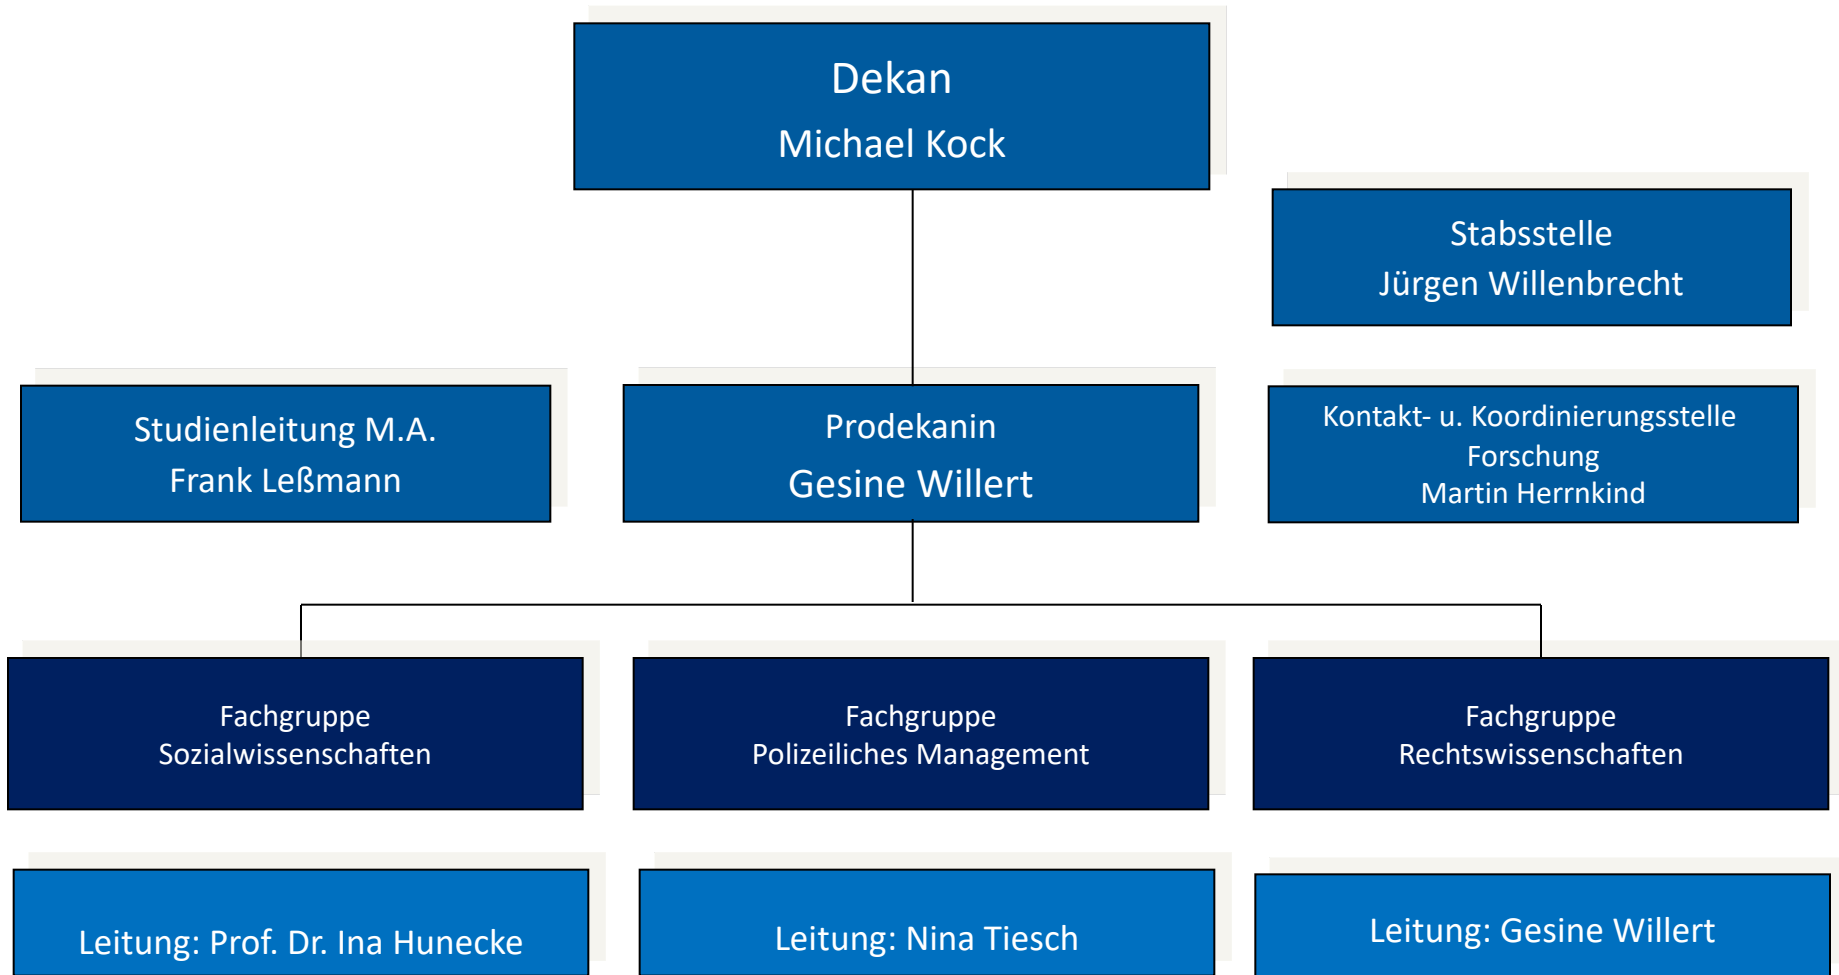 Dekan
Michael Kock
Stabsstelle
Jürgen Willenbrecht
Studienleitung M.A.
Frank Leßmann
Prodekanin
Gesine Willert
Kontakt- u. Koordinierungsstelle
Forschung
Martin Herrnkind
Fachgruppe
Sozialwissenschaften
Fachgruppe
Polizeiliches Management
Fachgruppe
Rechtswissenschaften
Leitung: Prof. Dr. Ina Hunecke
Leitung: Nina Tiesch
Leitung: Gesine Willert